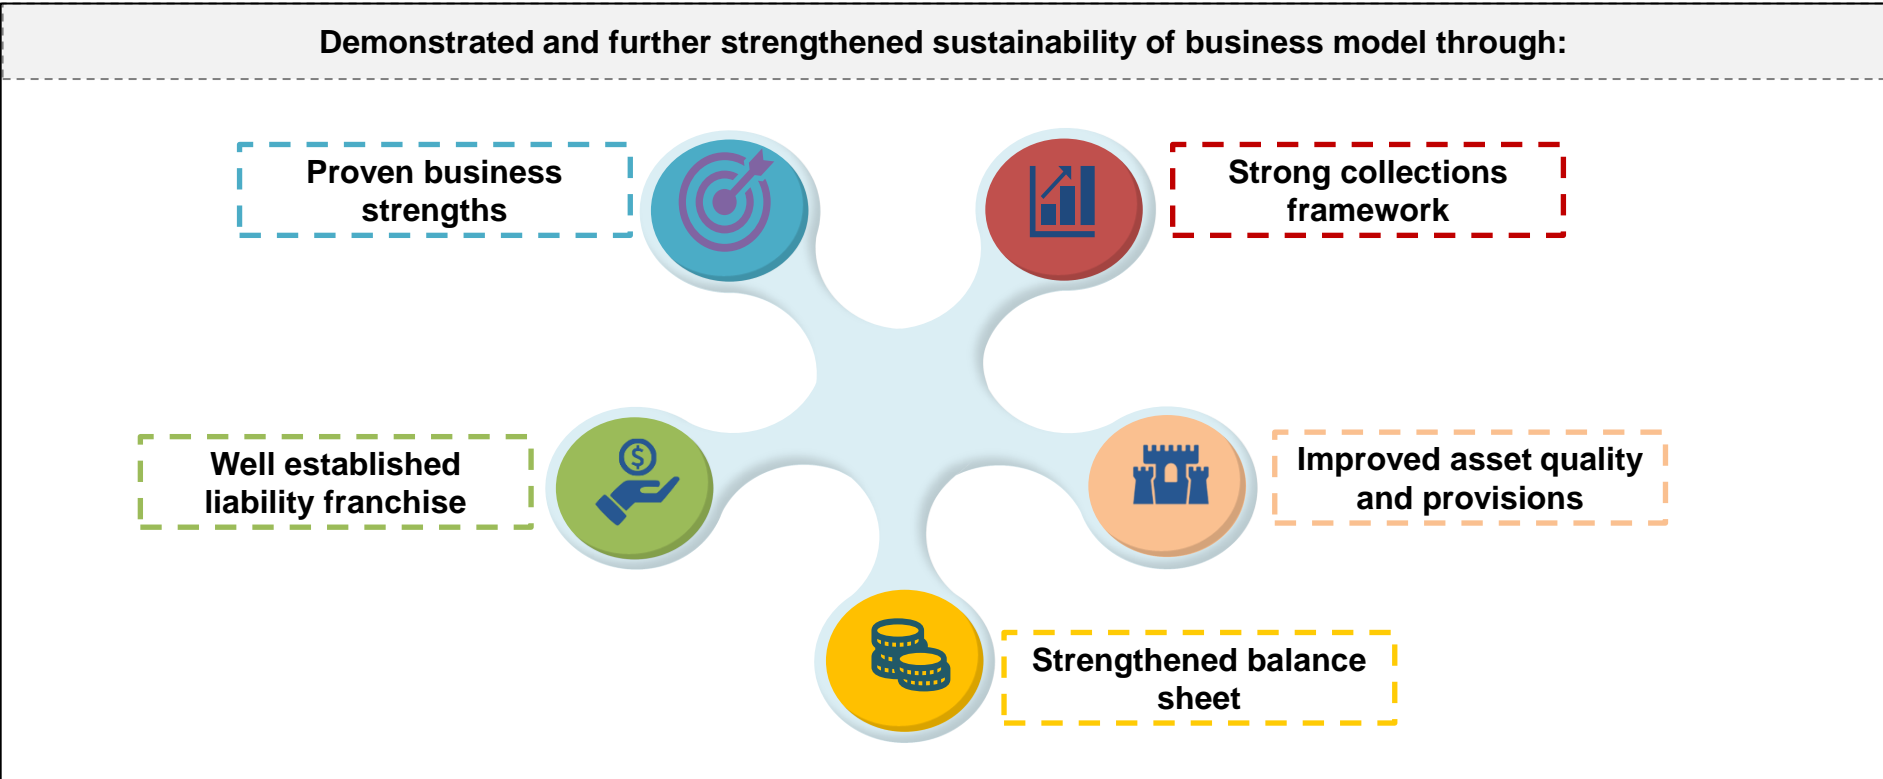 Demonstrated and further strengthened sustainability of business model through:
Proven business
strengths
Strong collections
framework
Well established
liability franchise
$
Improved asset quality
and provisions
Strengthened balance
sheet